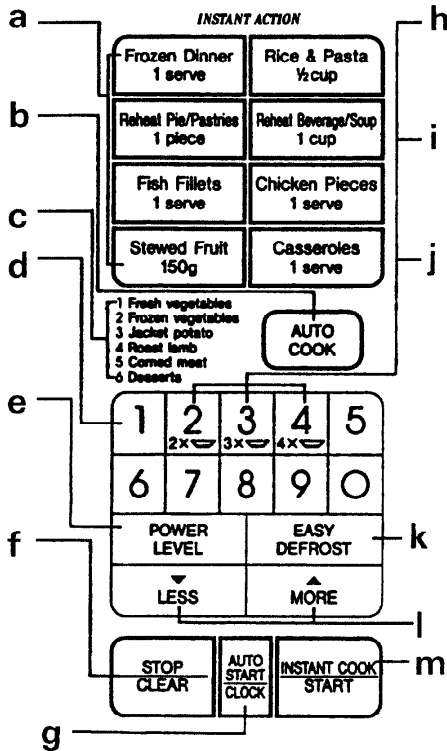 a
INSTANT ACTION
h
Frozen Dinner
1 serve
Rice & Pasta
½cup
b
Reheat Pie/Pastries
1 piece
Reheat Beverage/Soup
1 cup
i
Fish Fillets
1 serve
Chicken Pieces
1 serve
c
d
Stewed Fruit
150g
Casseroles
1 serve
j
1 Fresh vegetables
2 Frozen vegetables
3 Jacket potato
4 Roast lamb
5 Corned meat
6 Desserts
AUTO
COOK
e
1 2 3 4 5
2× 3× 4×
6 7 8 9 0
POWER
LEVEL
EASY
DEFROST
k
f
LESS
MORE
l
STOP
CLEAR
AUTO
START
CLOCK
INSTANT COOK
START
m
g